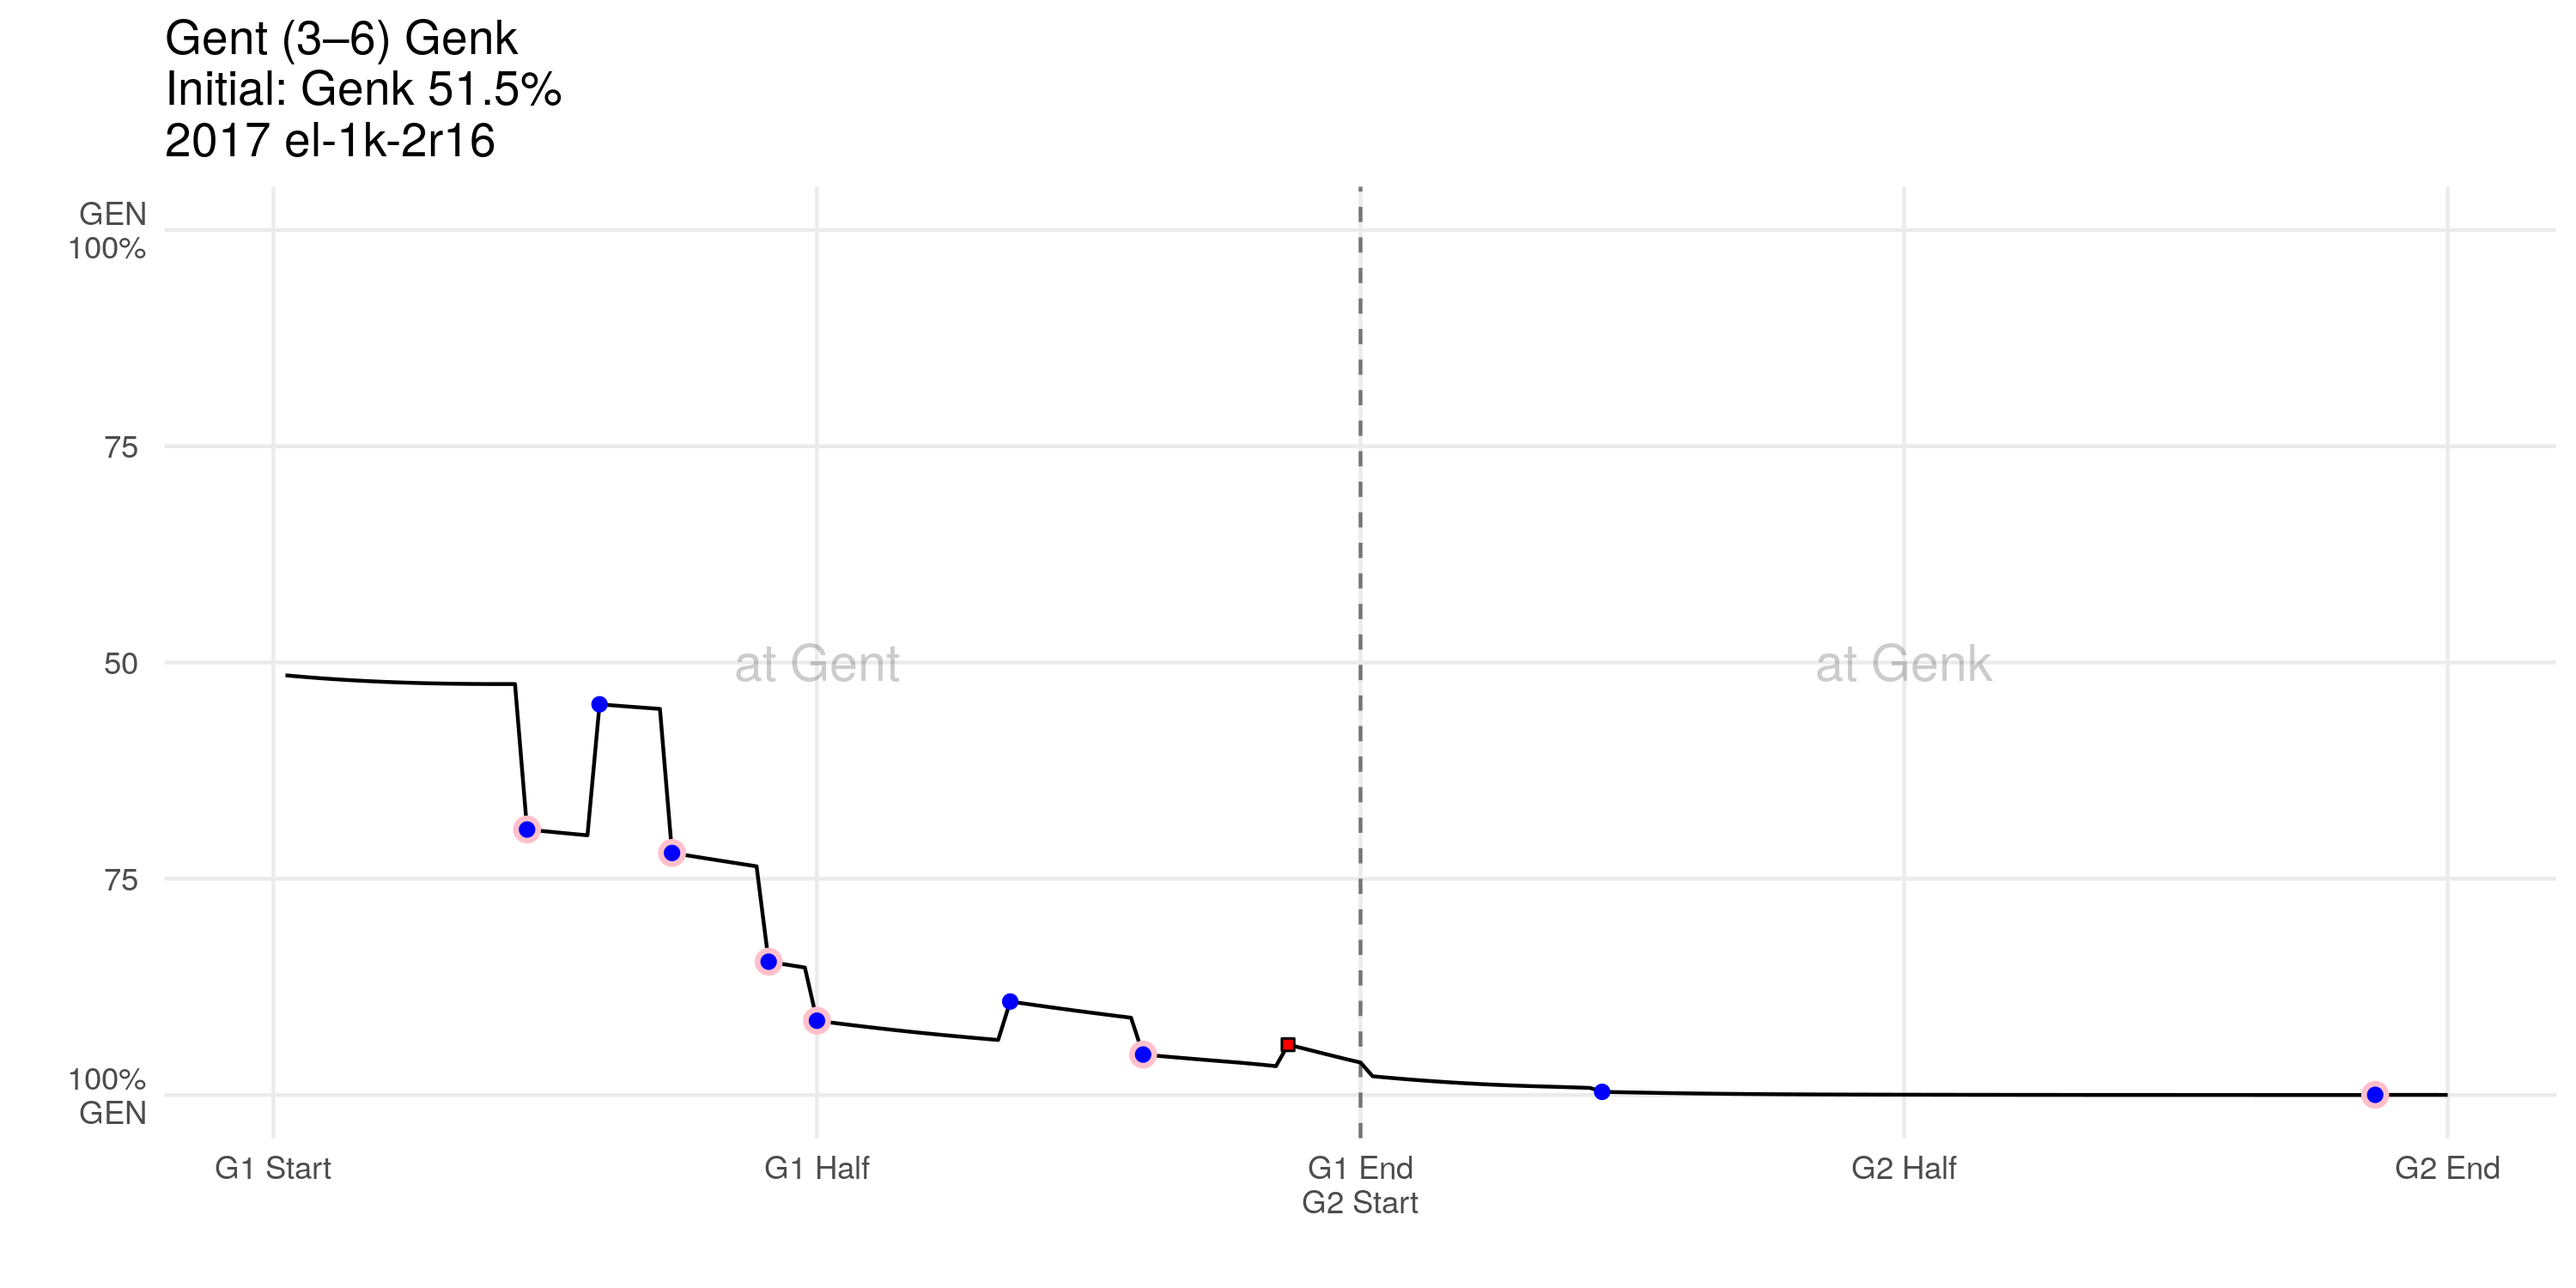 Gent (3–6) Genk
Initial: Genk 51.5%
2017 el-1k-2r16
GEN
100%
75
50
75
100%
GEN
at Gent
at Genk
G1 Start
G1 Half
G1 End
G2 Start
G2 Half
G2 End